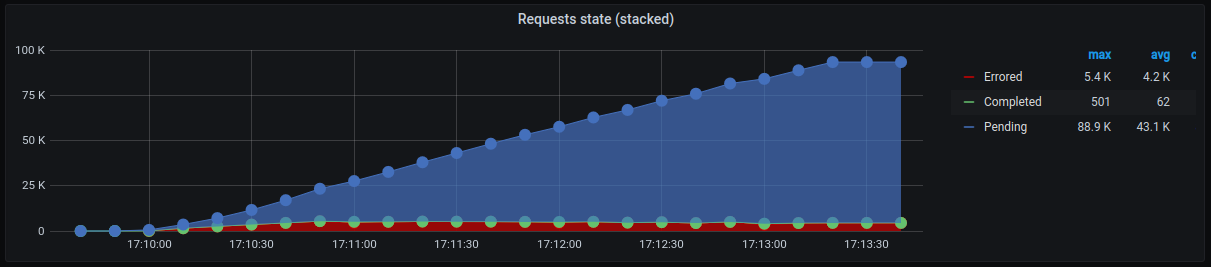 Requests state (stacked)
100 K
75 K
50 K
25 K
0
17:10:00 17:10:30 17:11:00 17:11:30 17:12:00 17:12:30 17:13:00 17:13:30
max avg c
Errored 5.4 K 4.2 K
Completed 501 62
Pending 88.9 K 43.1 K